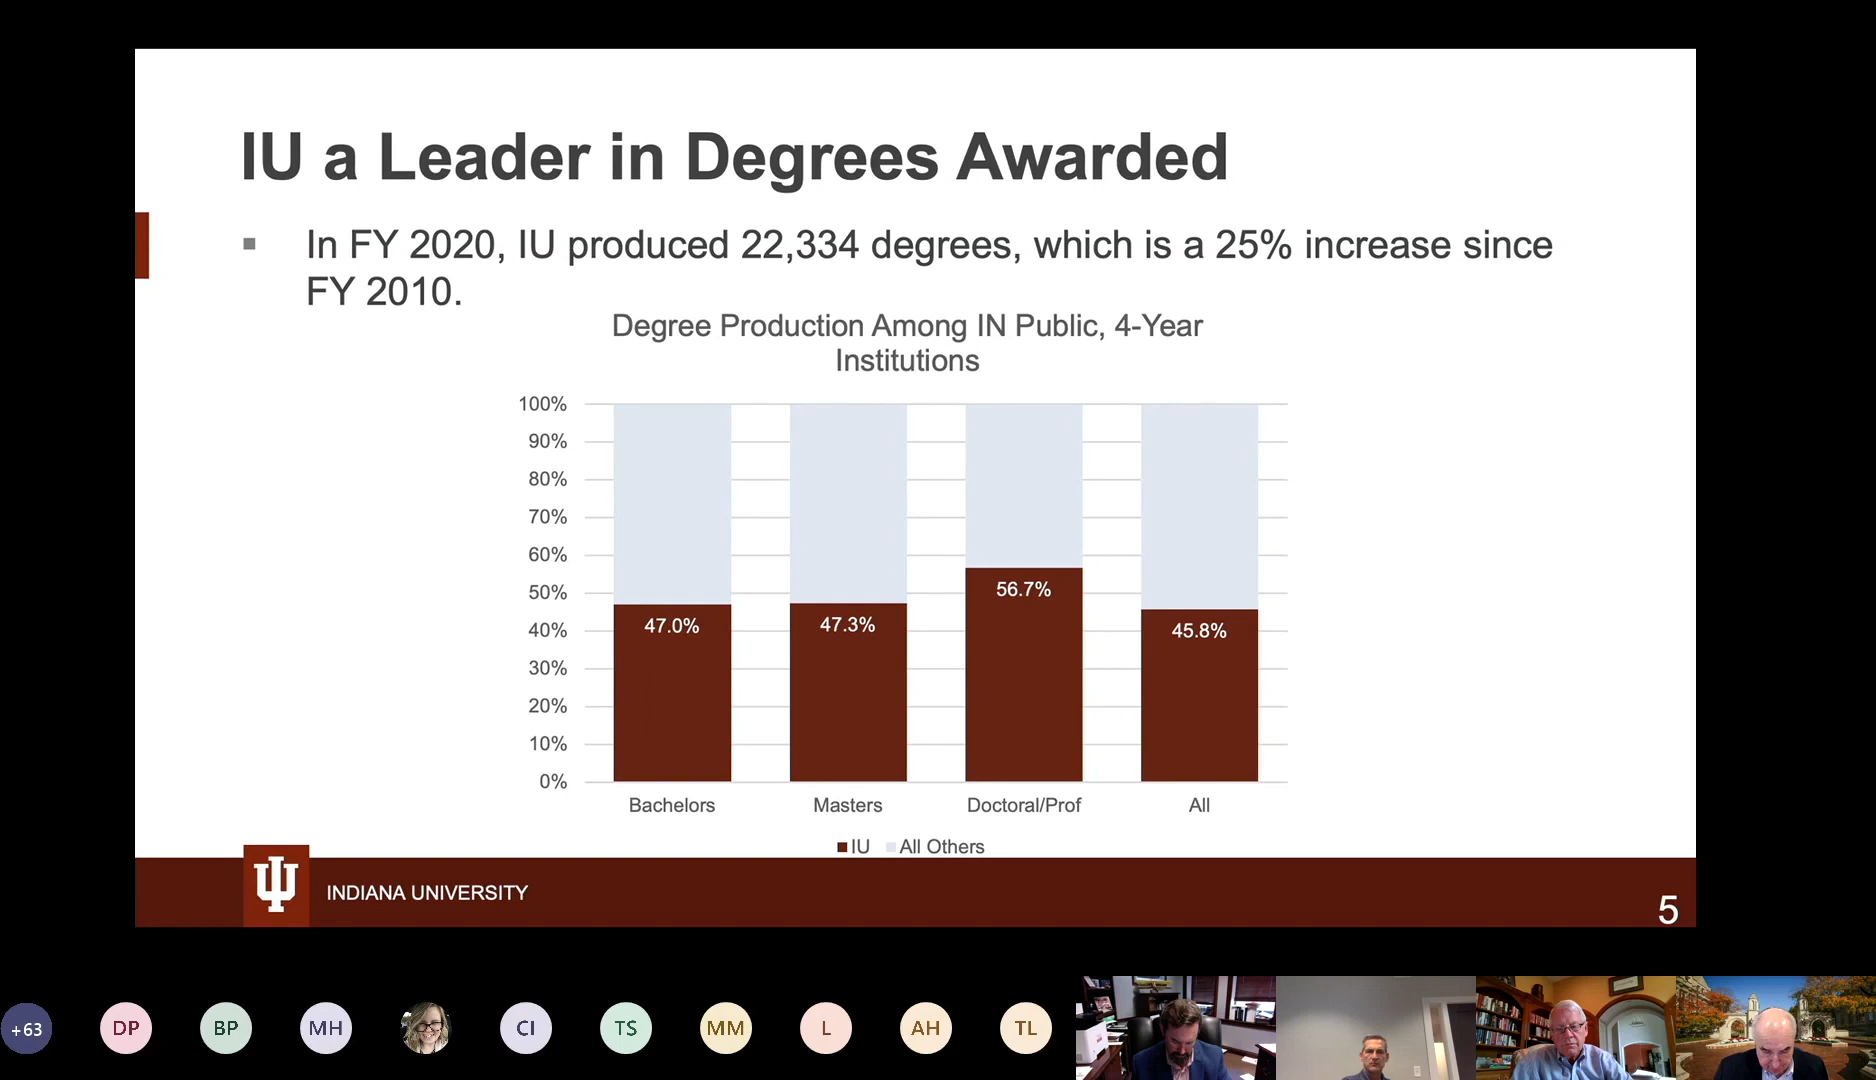 IU a Leader in Degrees Awarded
▪ In FY 2020, IU produced 22,334 degrees, which is a 25% increase since
FY 2010.
Degree Production Among IN Public, 4-Year
Institutions
100%
90%
80%
70%
60%
50%
40%
30%
20%
10%
0%
47.0%
47.3%
56.7%
45.8%
Bachelors
Masters
Doctoral/Prof
All
IU All Others
INDIANA UNIVERSITY
5
+63
DP
BP
MH
CI
TS
MM
L
AH
TL